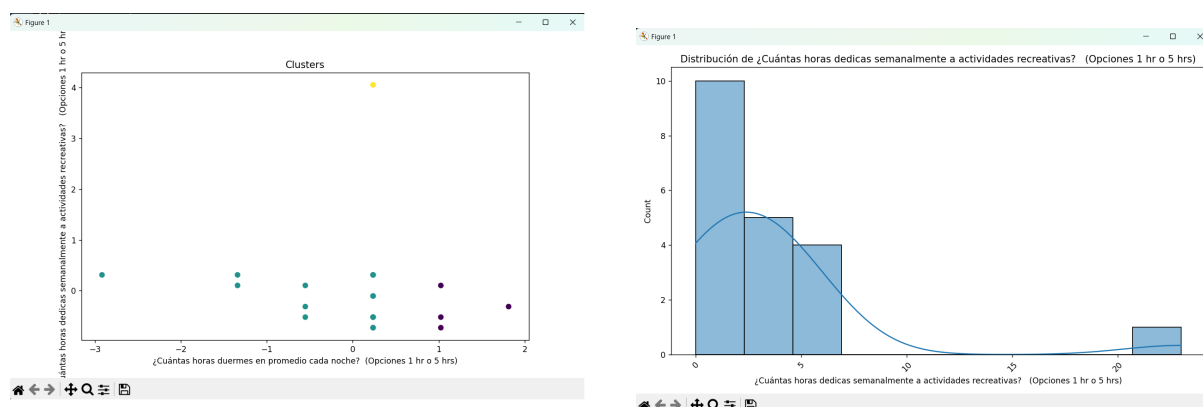 Figure 1
Clusters
ántas horas dedicas semanalmente a actividades recreativas? (Opciones 1 hr o 5 hr
4
3
2
1
0
−3
−2
−1
0
1
2
¿Cuántas horas duermes en promedio cada noche? (Opciones 1 hr o 5 hrs)
Figure 1
Distribución de ¿Cuántas horas dedicas semanalmente a actividades recreativas? (Opciones 1 hr o 5 hrs)
Count
10
8
6
4
2
0
0
5
10
15
20
¿Cuántas horas dedicas semanalmente a actividades recreativas? (Opciones 1 hr o 5 hrs)